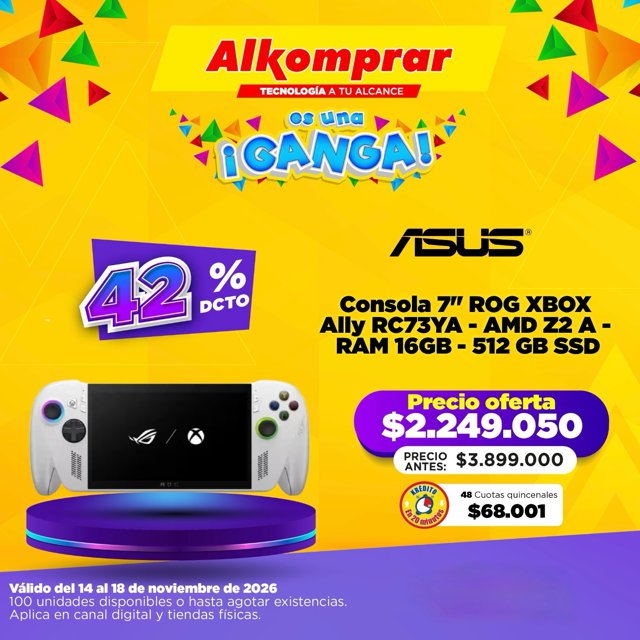 Alkomprar
TECNOLOGÍA A TU ALCANCE
es una
¡GANGA!
ASUS®
42 %
DCTO
Consola 7" ROG XBOX
Ally RC73YA - AMD Z2 A -
RAM 16GB - 512 GB SSD
Precio oferta
$2.249.050
PRECIO
ANTES: $3.899.000
KREDITO
En 20 minutos
48 Cuotas quincenales
$68.001
Válido del 14 al 18 de noviembre de 2026
100 unidades disponibles o hasta agotar existencias.
Aplica en canal digital y tiendas físicas.